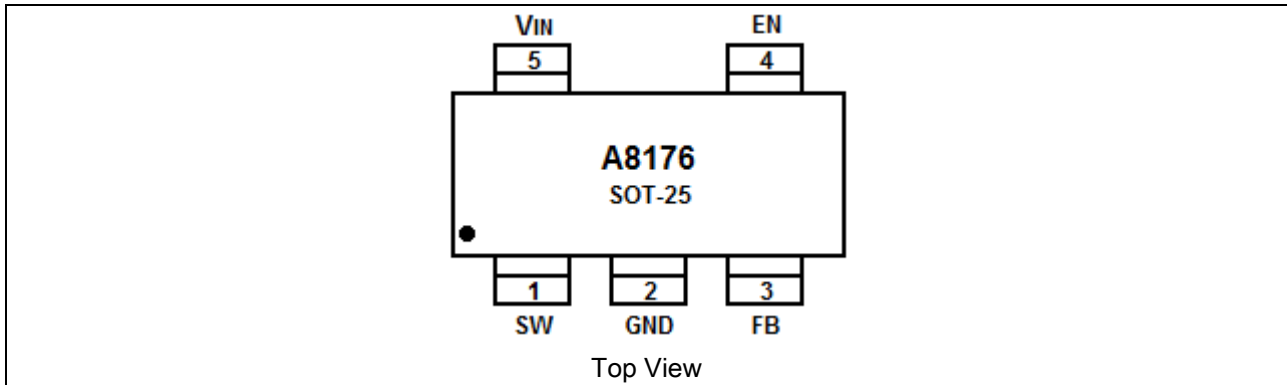 VIN EN
5 4
A8176
SOT-25
1 2 3
SW GND FB
Top View